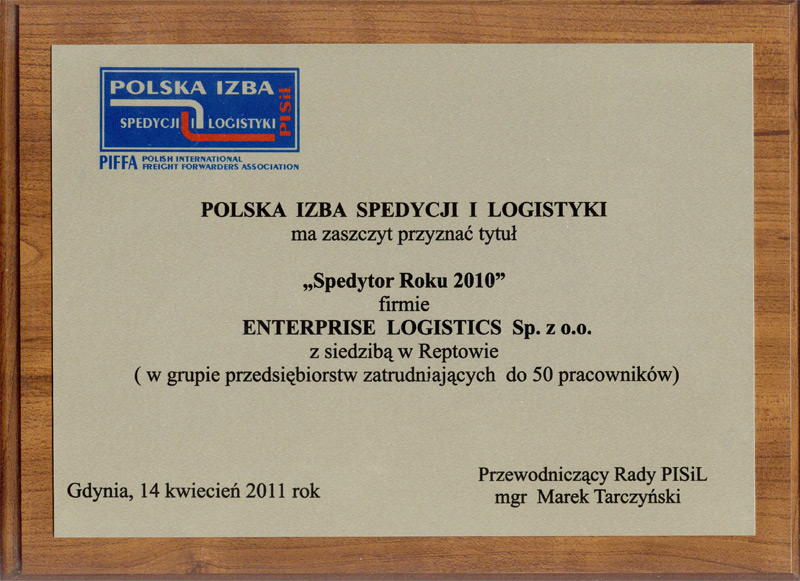 POLSKA IZBA
SPEDYCJI I LOGISTYKI
PISiL
PIFFA POLISH INTERNATIONAL
FREIGHT FORWARDERS ASSOCIATION
POLSKA IZBA SPEDYCJI I LOGISTYKI
ma zaszczyt przyznać tytuł
„Spedytor Roku 2010”
firmie
ENTERPRISE LOGISTICS Sp. z o.o.
z siedzibą w Reptowie
( w grupie przedsiębiorstw zatrudniających do 50 pracowników)
Gdynia, 14 kwiecień 2011 rok
Przewodniczący Rady PISiL
mgr Marek Tarczyński